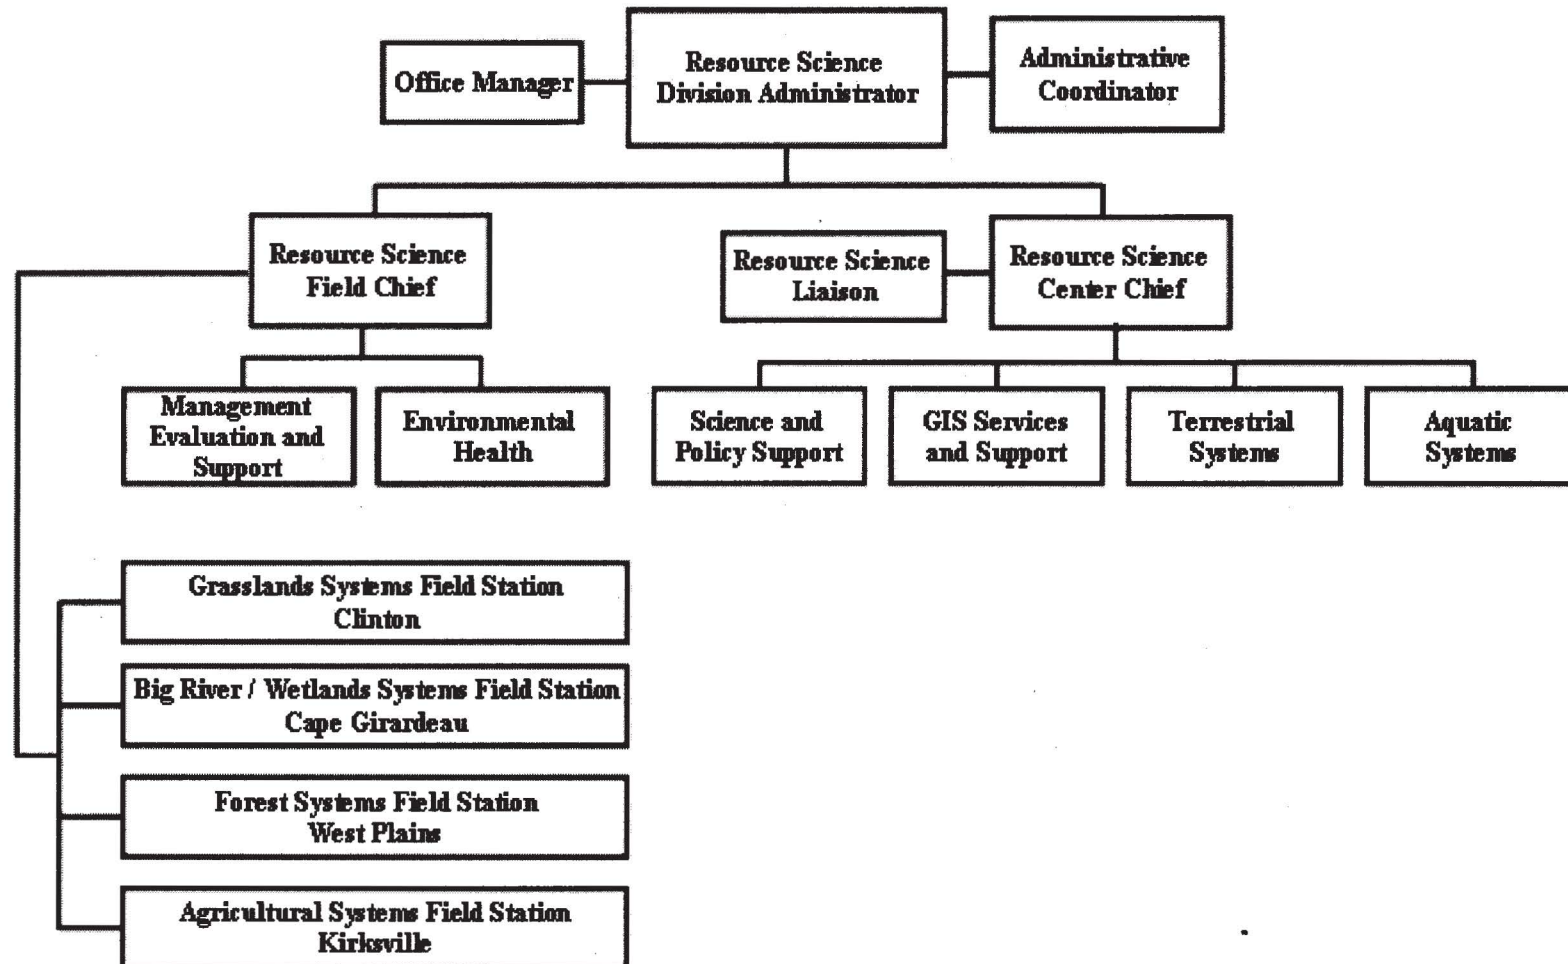 Office Manager
Resource Science
Division Administrator
Administrative
Coordinator
Resource Science
Field Chief
Resource Science
Liaison
Resource Science
Center Chief
Management
Evaluation and
Support
Environmental
Health
Science and
Policy Support
GIS Services
and Support
Terrestrial
Systems
Aquatic
Systems
Grasslands Systems Field Station
Clinton
Big River / Wetlands Systems Field Station
Cape Girardeau
Forest Systems Field Station
West Plains
Agricultural Systems Field Station
Kirksville